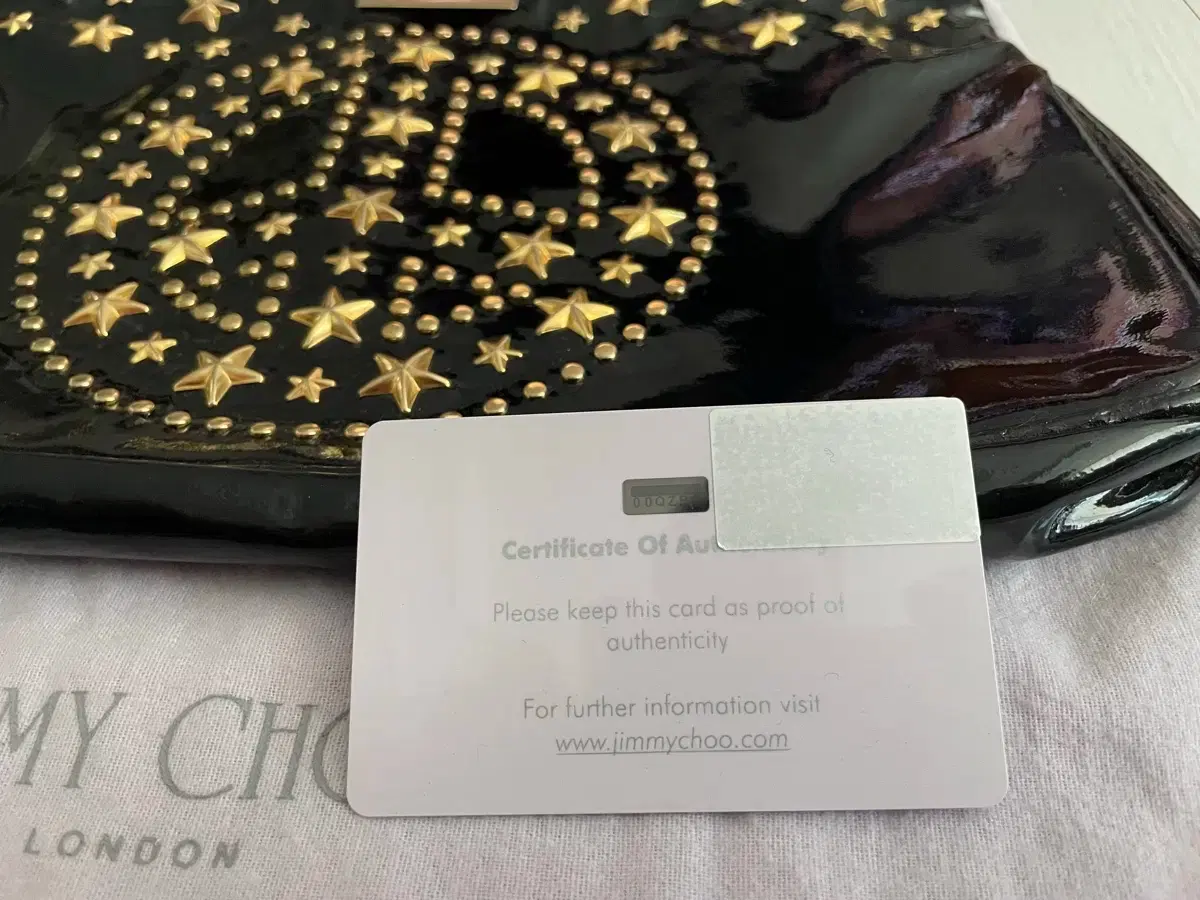 00QZ
Certificate Of Aut
Please keep this card as proof of
authenticity
For further information visit
www.jimmychoo.com
MY CHO
LONDON